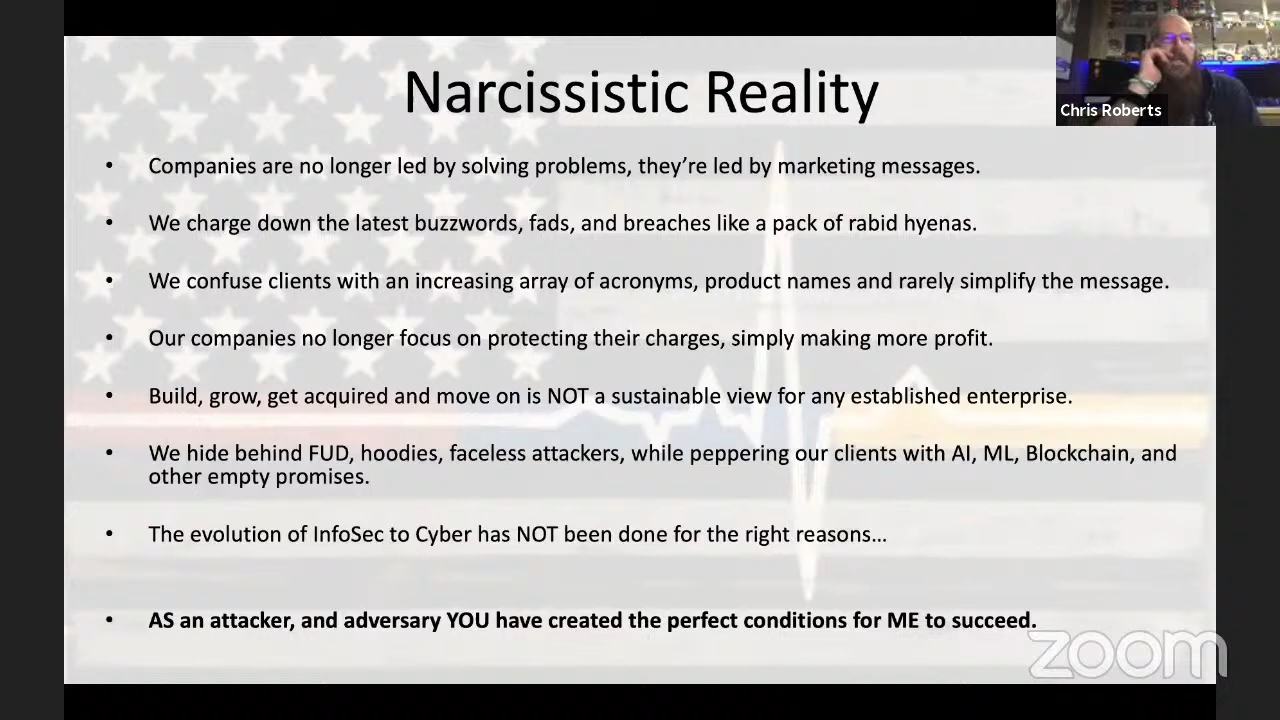 Narcissistic Reality
Chris Roberts
• Companies are no longer led by solving problems, they’re led by marketing messages.
• We charge down the latest buzzwords, fads, and breaches like a pack of rabid hyenas.
• We confuse clients with an increasing array of acronyms, product names and rarely simplify the message.
• Our companies no longer focus on protecting their charges, simply making more profit.
• Build, grow, get acquired and move on is NOT a sustainable view for any established enterprise.
• We hide behind FUD, hoodies, faceless attackers, while peppering our clients with AI, ML, Blockchain, and
other empty promises.
• The evolution of InfoSec to Cyber has NOT been done for the right reasons…
• AS an attacker, and adversary YOU have created the perfect conditions for ME to succeed.
zoom